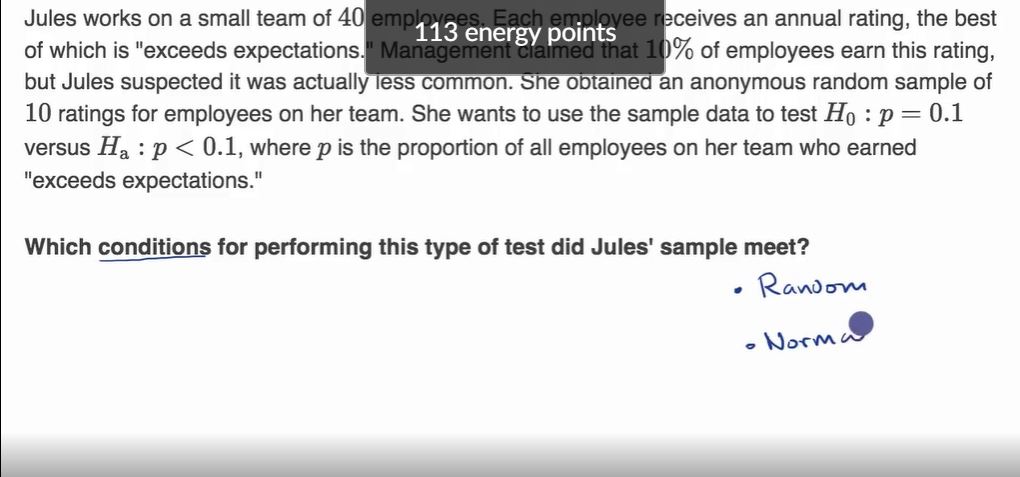 Jules works on a small team of 40 employees. Each employee receives an annual rating, the best
113 energy points
of which is "exceeds expectations." Management claimed that 10% of employees earn this rating,
but Jules suspected it was actually less common. She obtained an anonymous random sample of
10 ratings for employees on her team. She wants to use the sample data to test H₀ : p = 0.1
versus Hₐ : p < 0.1, where p is the proportion of all employees on her team who earned
"exceeds expectations."
Which conditions for performing this type of test did Jules' sample meet?
• Random
• Norma